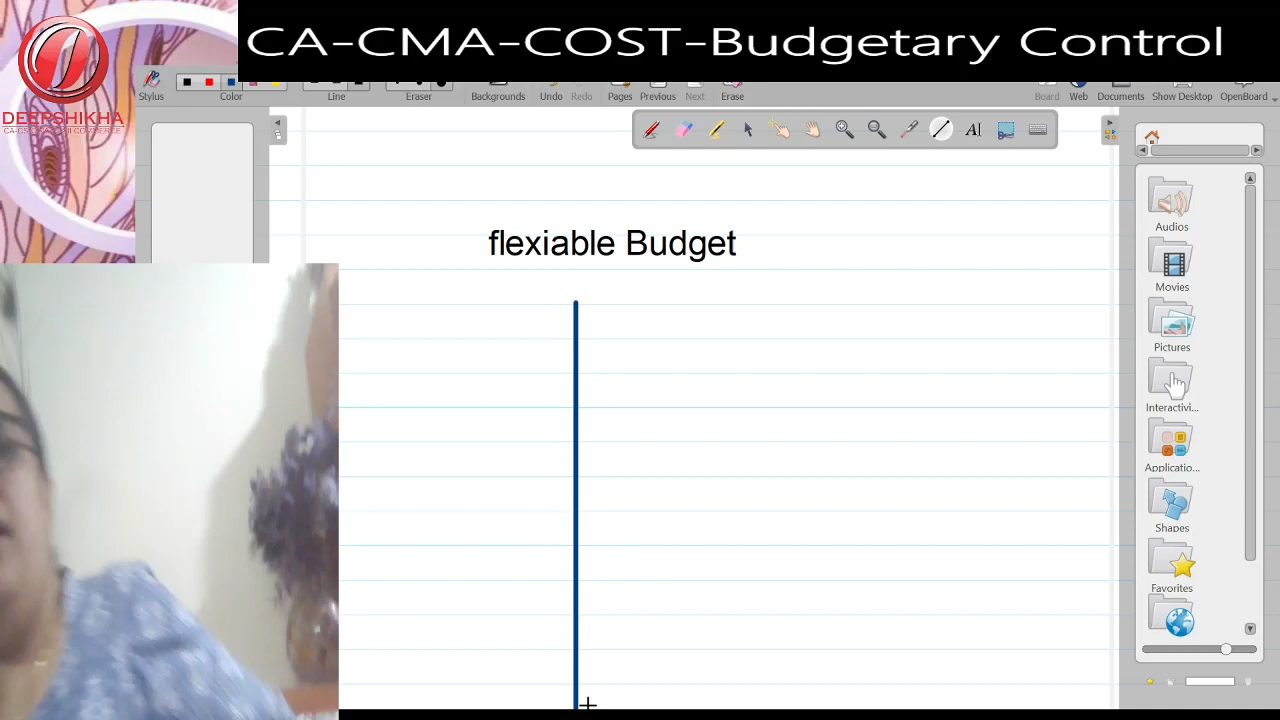 CA-CMA-COST-Budgetary Control
DEEPSHIKHA
Stylus Color Line Eraser Backgrounds Undo Redo Pages Previous Next Erase Board Web Documents Show Desktop OpenBoard
flexiable Budget
Audios
Movies
Pictures
Interactivi...
Applicatio...
Shapes
Favorites